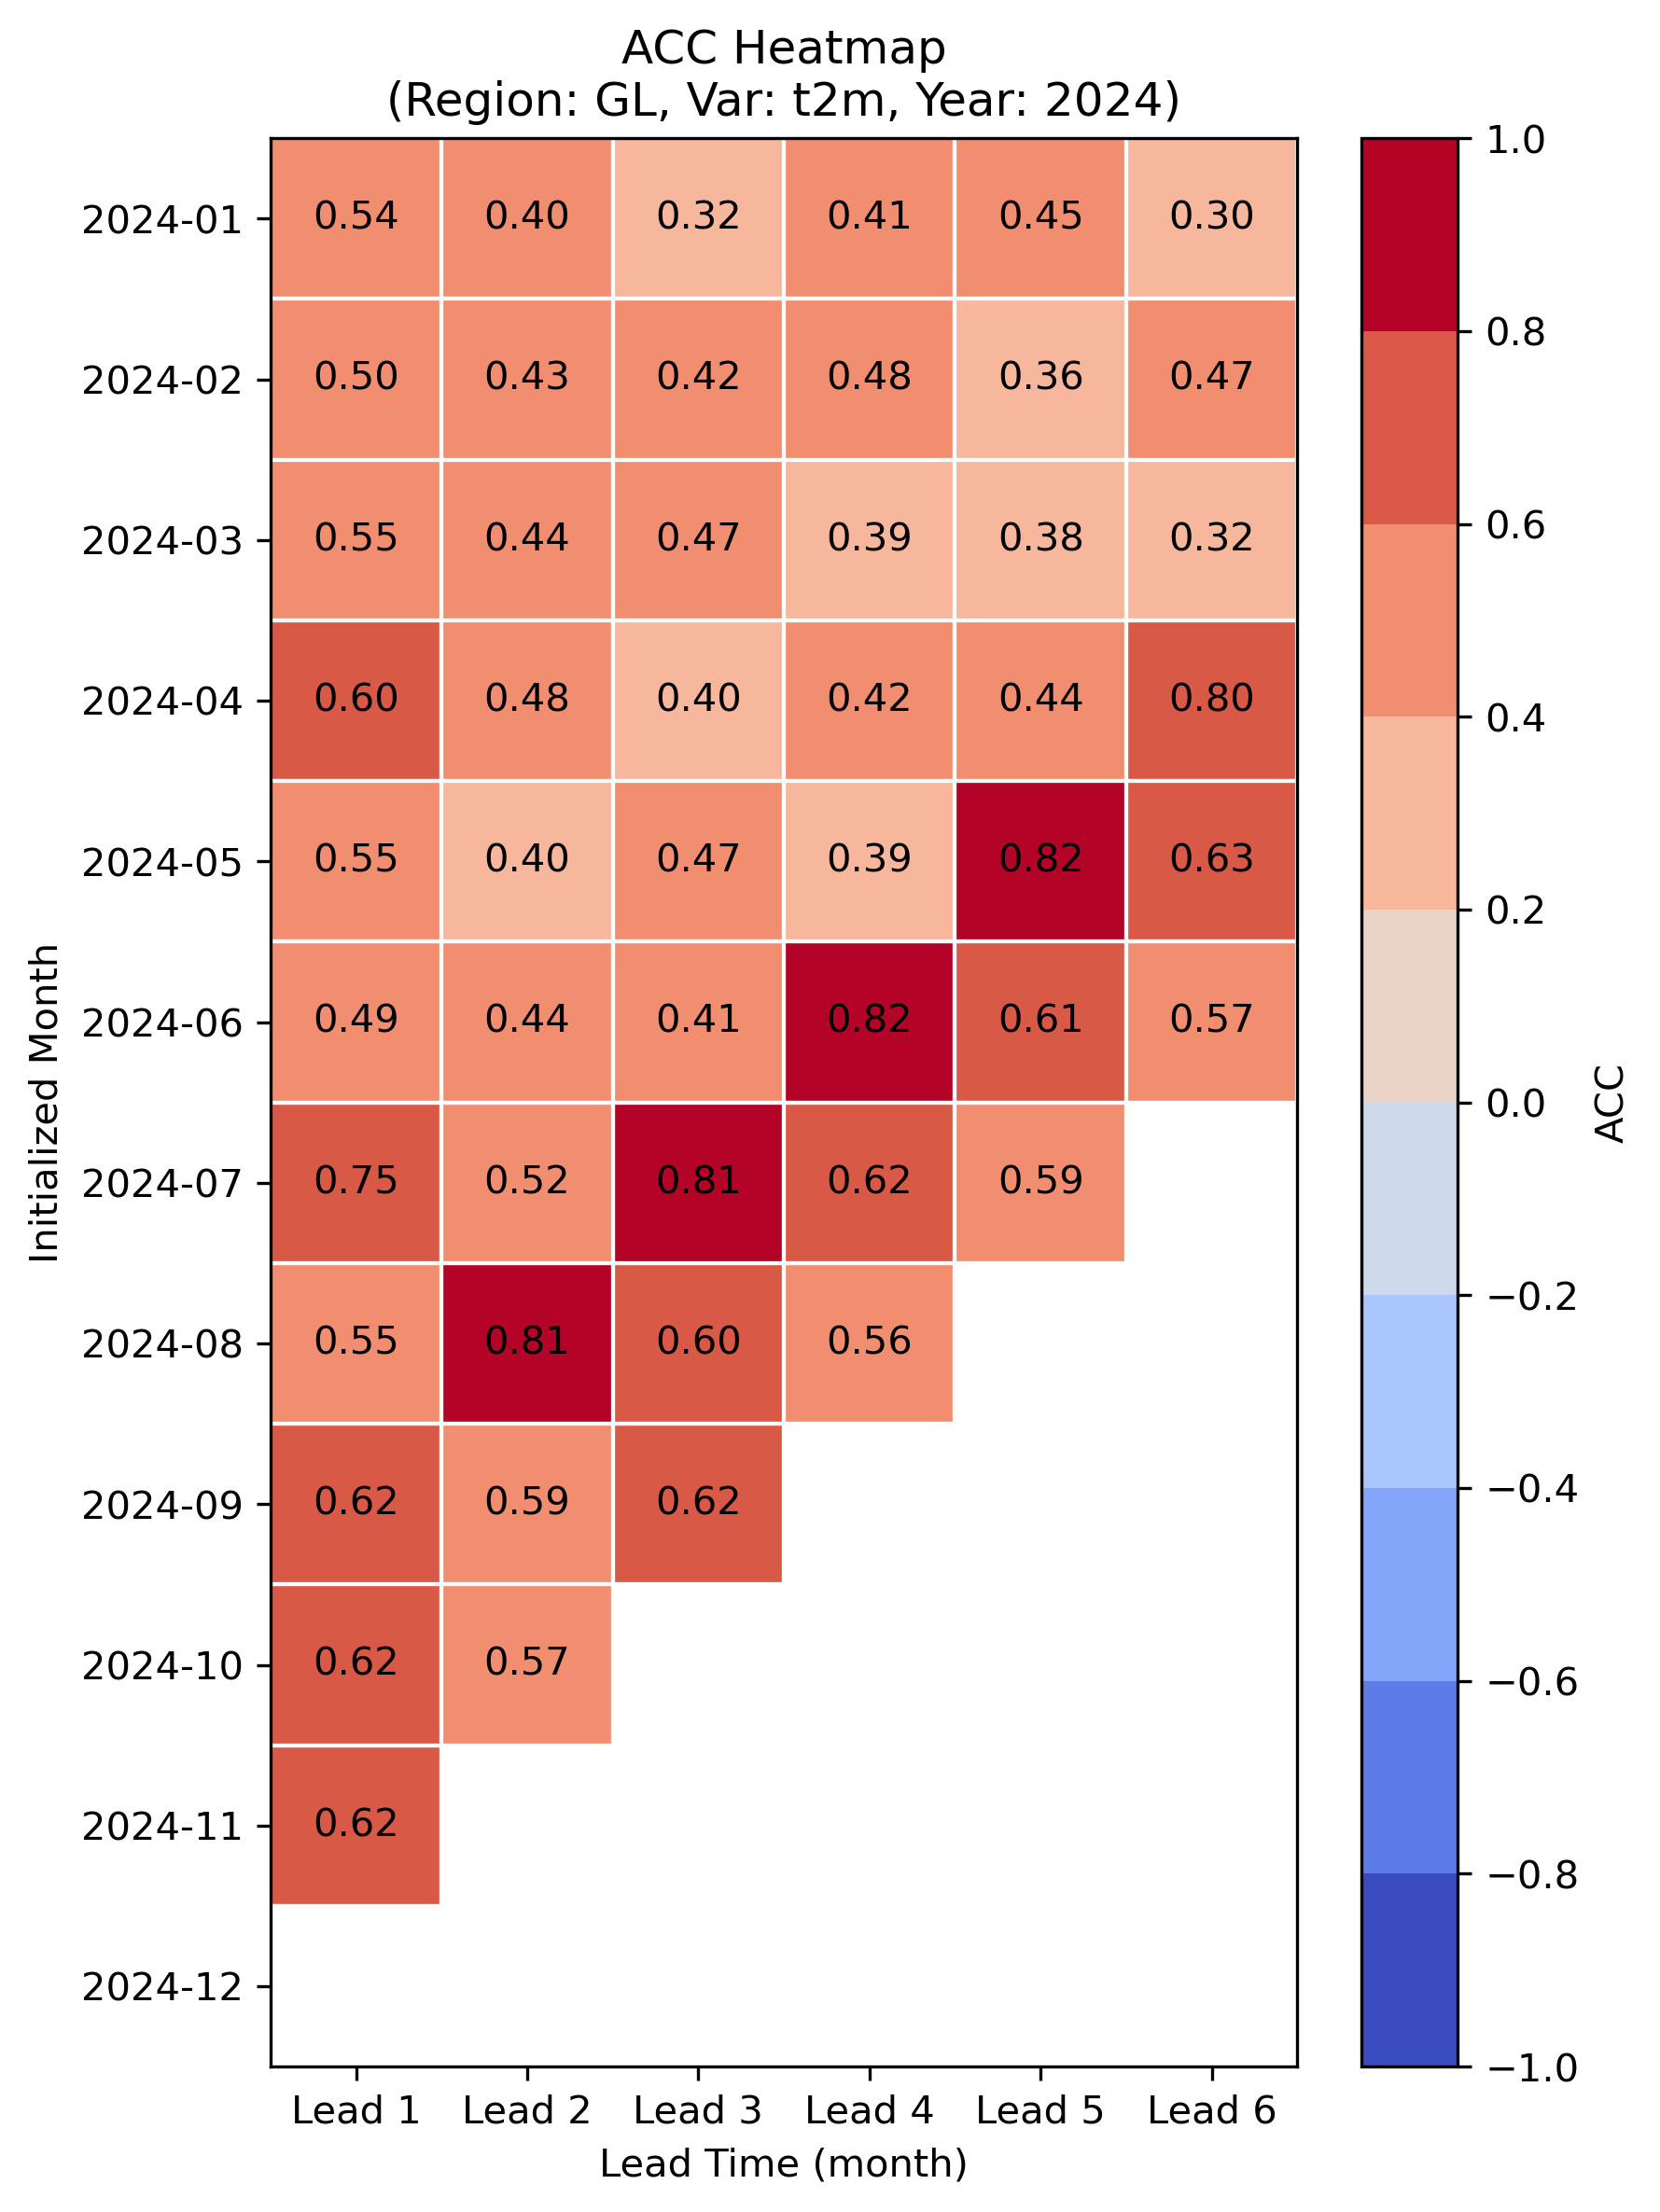 ACC Heatmap
(Region: GL, Var: t2m, Year: 2024)
Initialized Month
2024-01 0.54 0.40 0.32 0.41 0.45 0.30
2024-02 0.50 0.43 0.42 0.48 0.36 0.47
2024-03 0.55 0.44 0.47 0.39 0.38 0.32
2024-04 0.60 0.48 0.40 0.42 0.44 0.80
2024-05 0.55 0.40 0.47 0.39 0.82 0.63
2024-06 0.49 0.44 0.41 0.82 0.61 0.57
2024-07 0.75 0.52 0.81 0.62 0.59
2024-08 0.55 0.81 0.60 0.56
2024-09 0.62 0.59 0.62
2024-10 0.62 0.57
2024-11 0.62
2024-12
Lead 1 Lead 2 Lead 3 Lead 4 Lead 5 Lead 6
Lead Time (month)
1.0
0.8
0.6
0.4
0.2
0.0
−0.2
−0.4
−0.6
−0.8
−1.0
ACC